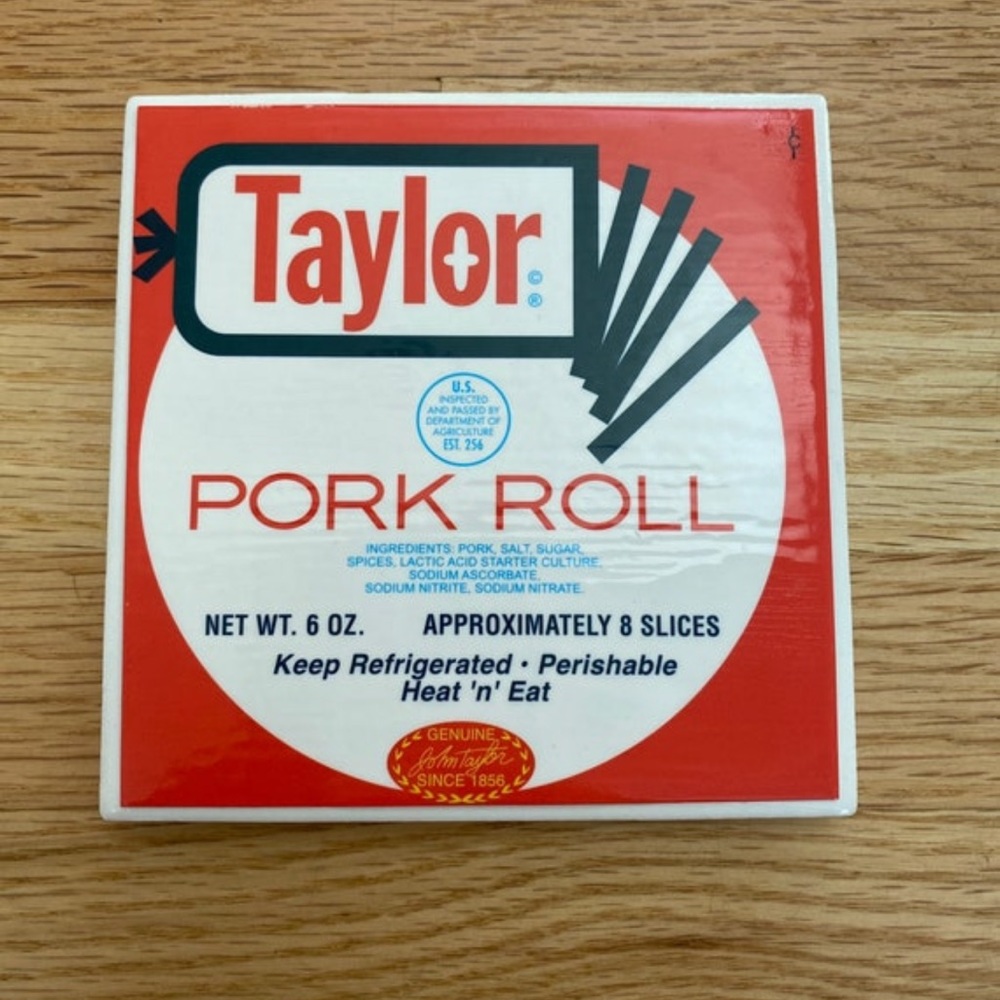 Taylor
©
®
U.S.
INSPECTED
AND PASSED BY
DEPARTMENT OF
AGRICULTURE
EST. 256
PORK ROLL
INGREDIENTS: PORK, SALT, SUGAR,
SPICES, LACTIC ACID STARTER CULTURE,
SODIUM ASCORBATE,
SODIUM NITRITE, SODIUM NITRATE.
NET WT. 6 OZ. APPROXIMATELY 8 SLICES
Keep Refrigerated • Perishable
Heat 'n' Eat
GENUINE
John Taylor
SINCE 1856